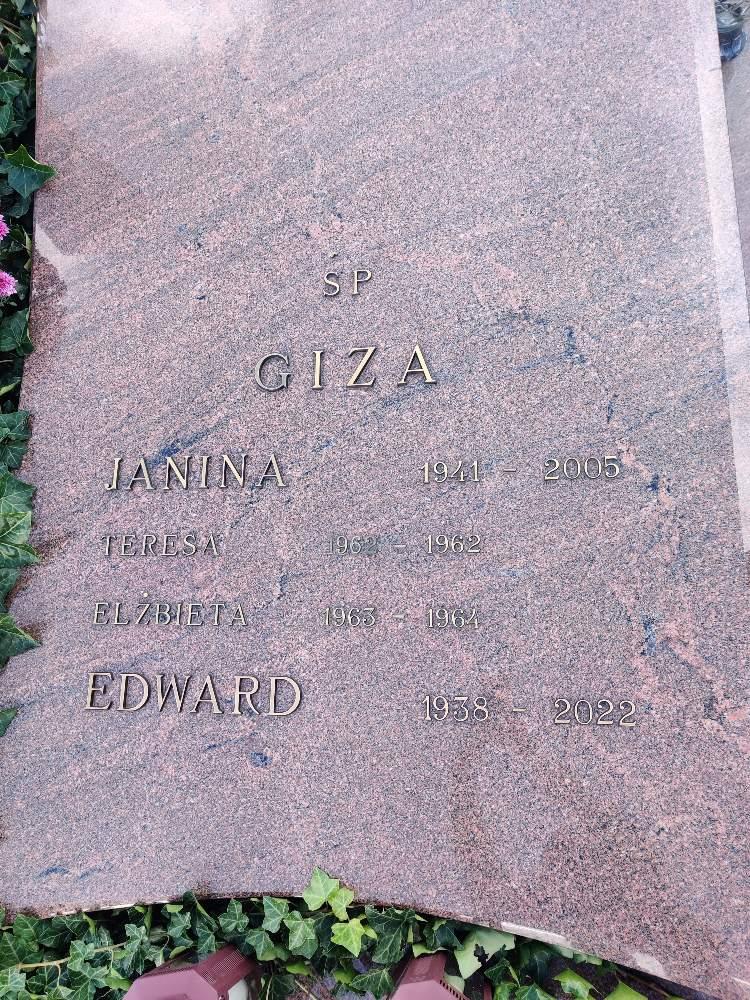 ŚP
GIZA
JANINA 1941 - 2005
TERESA 1962 - 1962
ELŻBIETA 1963 - 1964
EDWARD 1938 - 2022